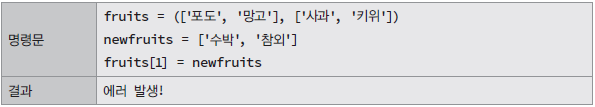 명령문
fruits = (['포도', '망고'], ['사과', '키위'])
newfruits = ['수박', '참외']
fruits[1] = newfruits
결과
에러 발생!